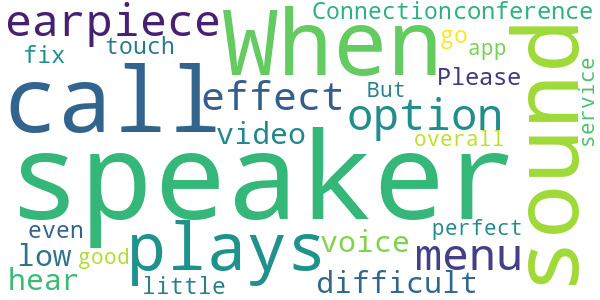 earpiece
When
Connection
conference
fix
touch
go
app
sound
call
effect
Please
service
But
option
video
overall
speaker
even
plays
voice
perfect
low
good
menu
hear
little
difficult